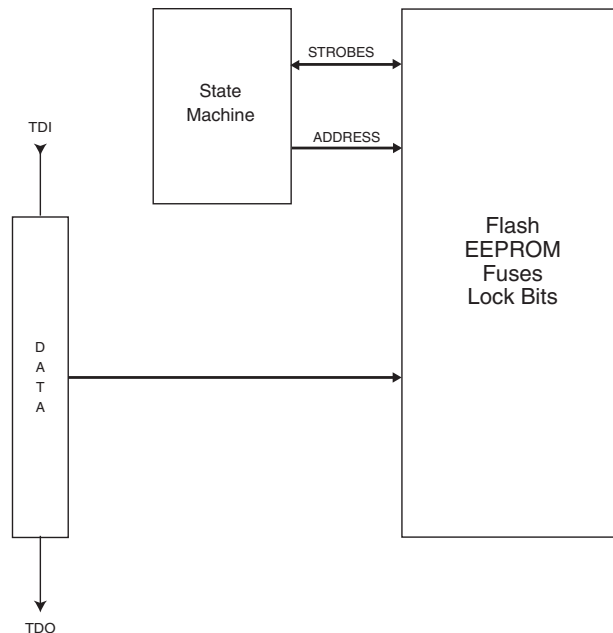 STROBES
State
Machine
TDI
ADDRESS
Flash
EEPROM
Fuses
Lock Bits
D
A
T
A
TDO